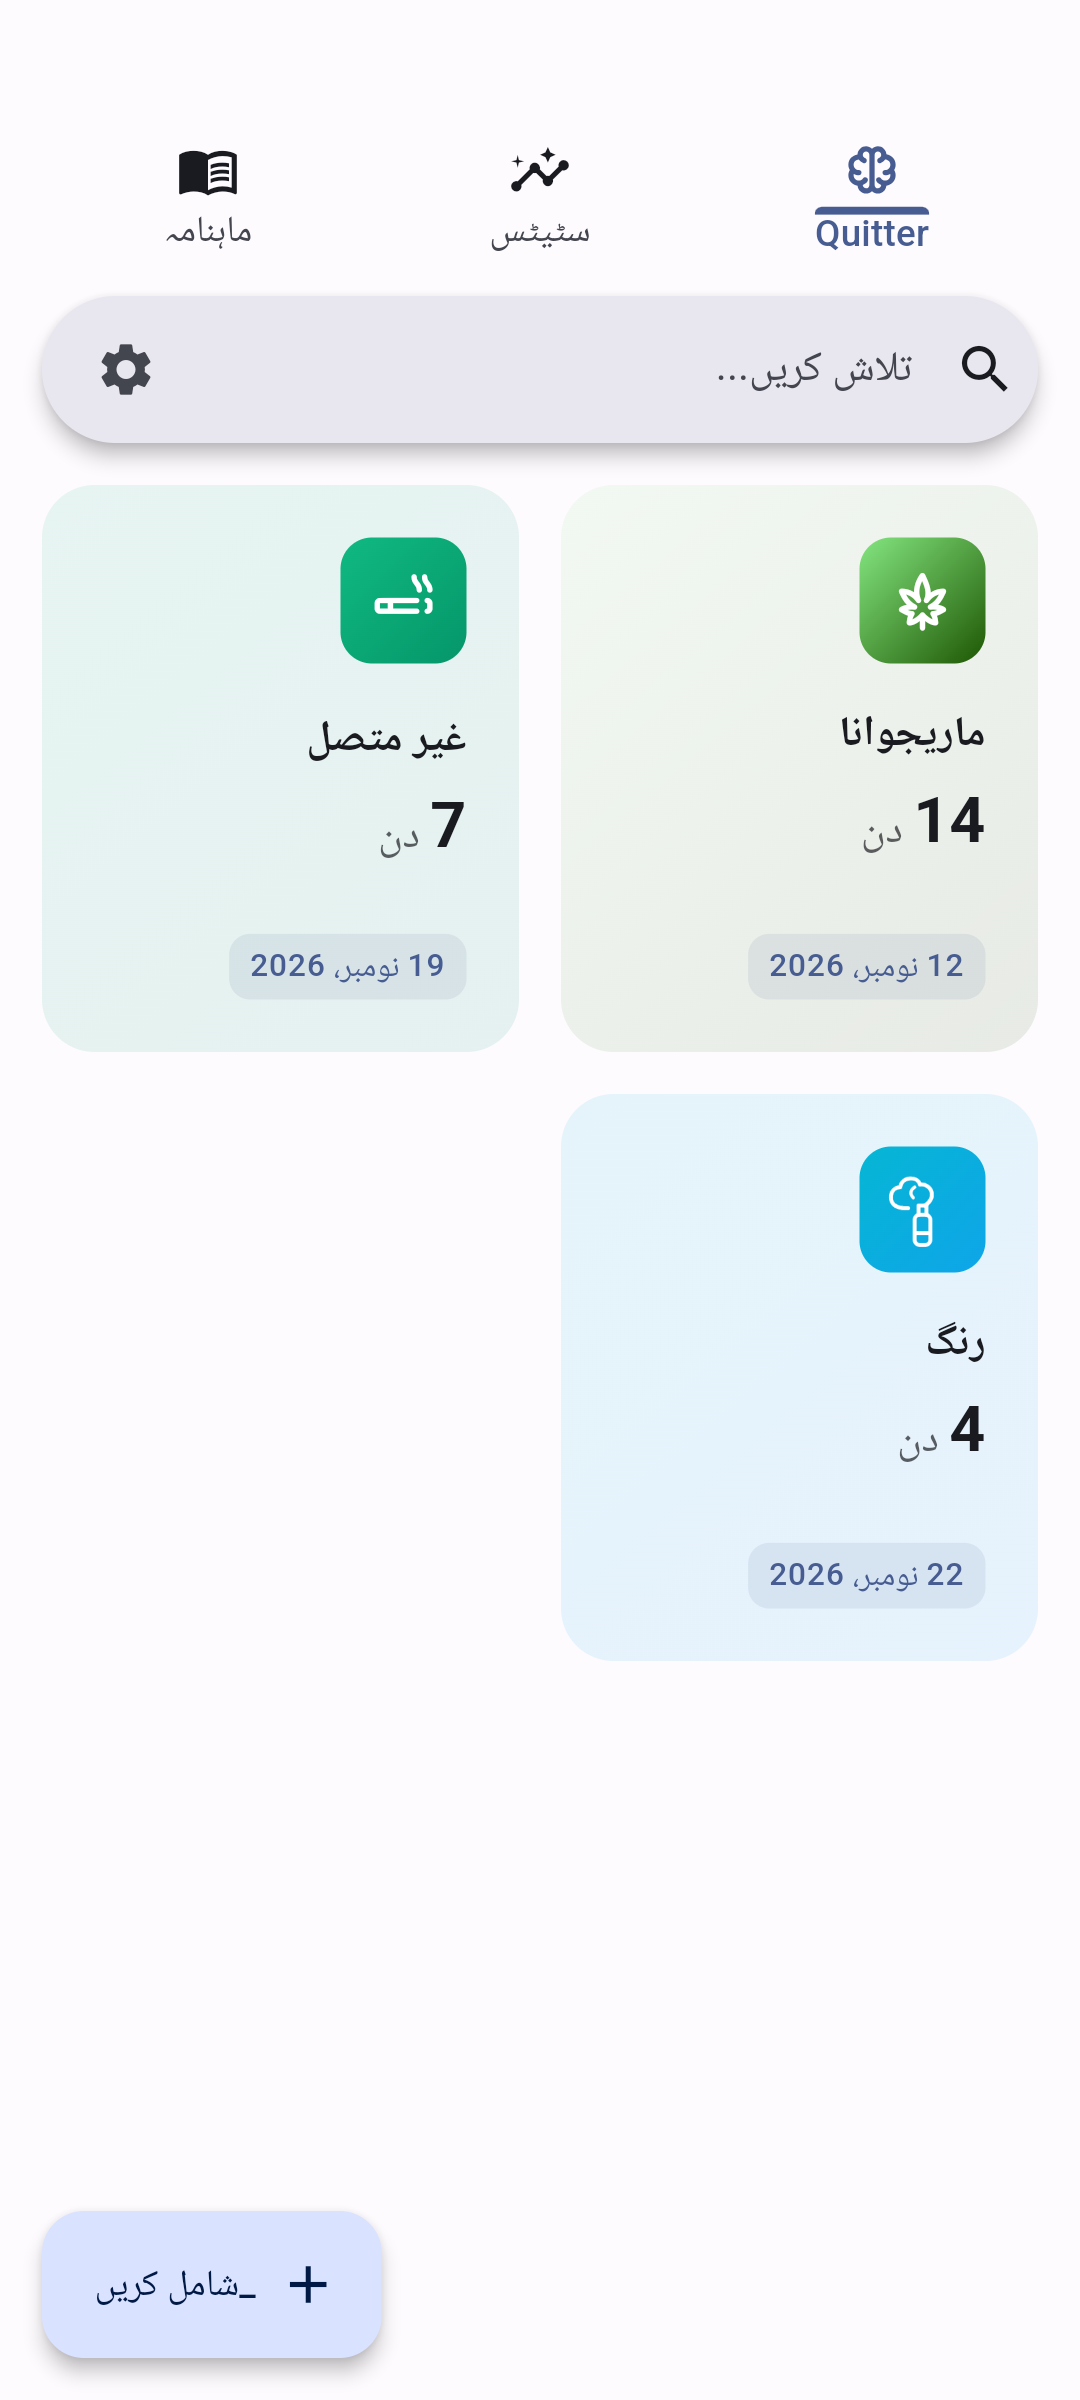 Quitter
سٹیٹس
ماہنامہ
تلاش کریں...
ماریجوانا
14 دن
12 نومبر، 2026
غیر متصل
7 دن
19 نومبر، 2026
رنگ
4 دن
22 نومبر، 2026
_شامل کریں